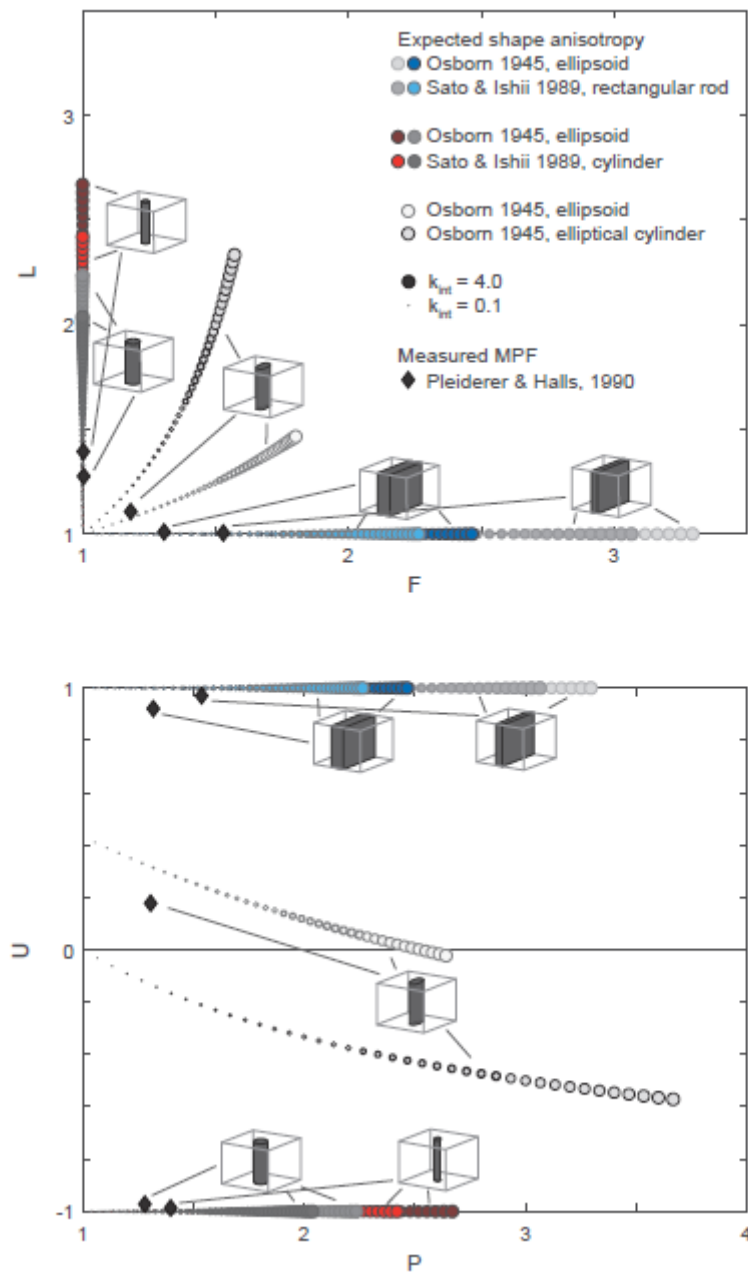 Expected shape anisotropy
Osborn 1945, ellipsoid
Sato & Ishii 1989, rectangular rod
Osborn 1945, ellipsoid
Sato & Ishii 1989, cylinder
Osborn 1945, ellipsoid
Osborn 1945, elliptical cylinder
kint = 4.0
kint = 0.1
Measured MPF
Pleiderer & Halls, 1990
3
2
1
L
1 2 3
F
1
0
-1
U
1 2 3 4
P